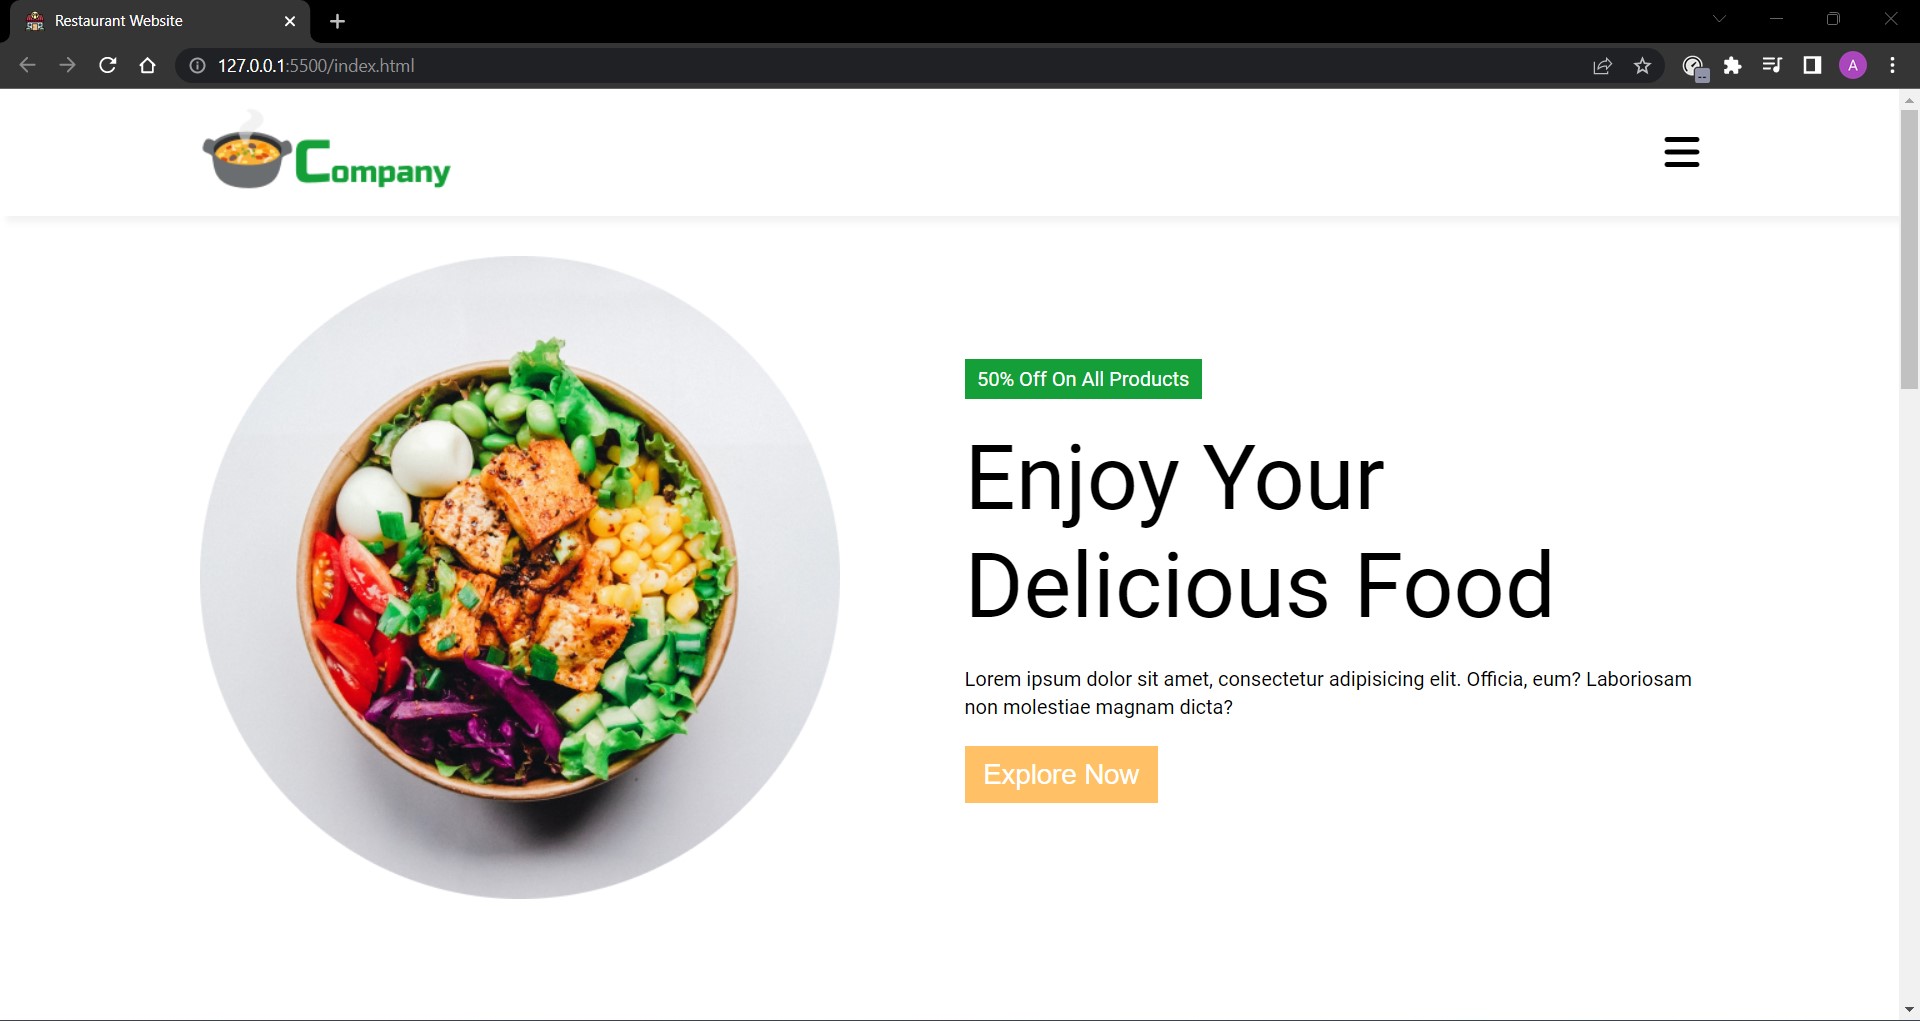 Restaurant Website
127.0.0.1:5500/index.html
A
Company
50% Off On All Products
Enjoy Your
Delicious Food
Lorem ipsum dolor sit amet, consectetur adipisicing elit. Officia, eum? Laboriosam
non molestiae magnam dicta?
Explore Now